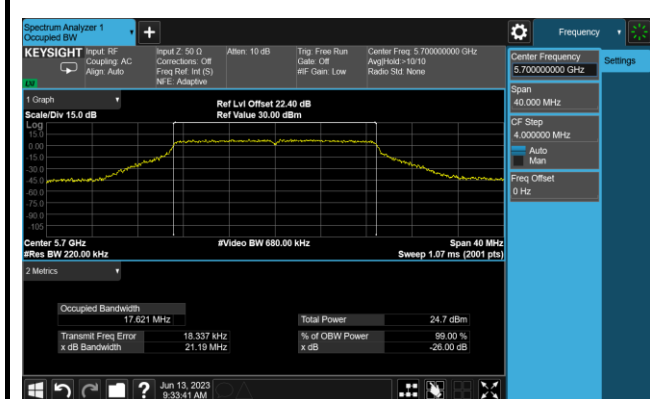 Spectrum Analyzer 1
Occupied BW
Frequency
KEYSIGHT
Input: RF
Coupling: AC
Align: Auto
Input Z: 50 Ω
Corrections: Off
Freq Ref: Int (S)
NFE: Adaptive
Atten: 10 dB
Trig: Free Run
Gate: Off
#IF Gain: Low
Center Freq: 5.700000000 GHz
Avg|Hold:>10/10
Radio Std: None
Center Frequency
5.700000000 GHz
Settings
Span
40.000 MHz
CF Step
4.000000 MHz
Auto
Man
Freq Offset
0 Hz
1 Graph
Scale/Div 15.0 dB
Ref Lvl Offset 22.40 dB
Ref Value 30.00 dBm
Log
15.0
0.00
-15.0
-30.0
-45.0
-60.0
-75.0
-90.0
-105
Center 5.7 GHz
#Res BW 220.00 kHz
#Video BW 680.00 kHz
Span 40 MHz
Sweep 1.07 ms (2001 pts)
2 Metrics
Occupied Bandwidth
17.621 MHz
Total Power 24.7 dBm
Transmit Freq Error 18.337 kHz
% of OBW Power 99.00 %
x dB Bandwidth 21.19 MHz
x dB -26.00 dB
?
Jun 13, 2023
9:33:41 AM